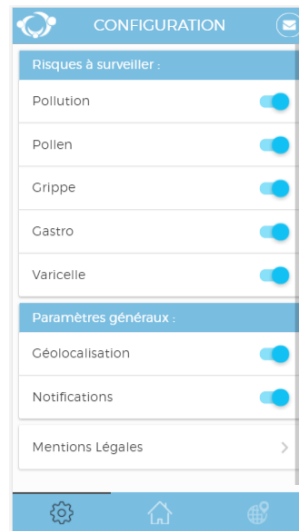 CONFIGURATION
Risques à surveiller :
Pollution
Pollen
Grippe
Gastro
Varicelle
Paramètres généraux :
Géolocalisation
Notifications
Mentions Légales